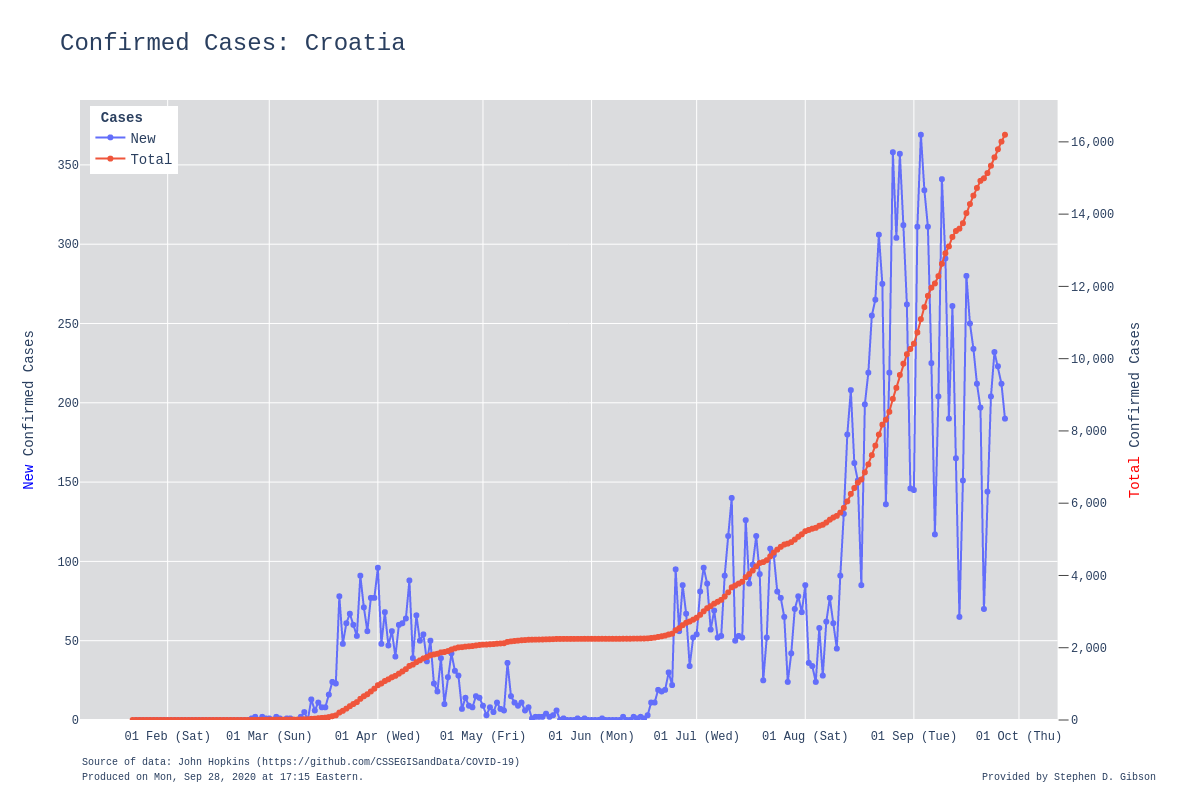 Confirmed Cases: Croatia
Cases
New
Total
350
300
250
200
150
100
50
0
16,000
14,000
12,000
10,000
8,000
6,000
4,000
2,000
0
New Confirmed Cases
Total Confirmed Cases
01 Feb (Sat) 01 Mar (Sun) 01 Apr (Wed) 01 May (Fri) 01 Jun (Mon) 01 Jul (Wed) 01 Aug (Sat) 01 Sep (Tue) 01 Oct (Thu)
Source of data: John Hopkins (https://github.com/CSSEGISandData/COVID-19)
Produced on Mon, Sep 28, 2020 at 17:15 Eastern.
Provided by Stephen D. Gibson